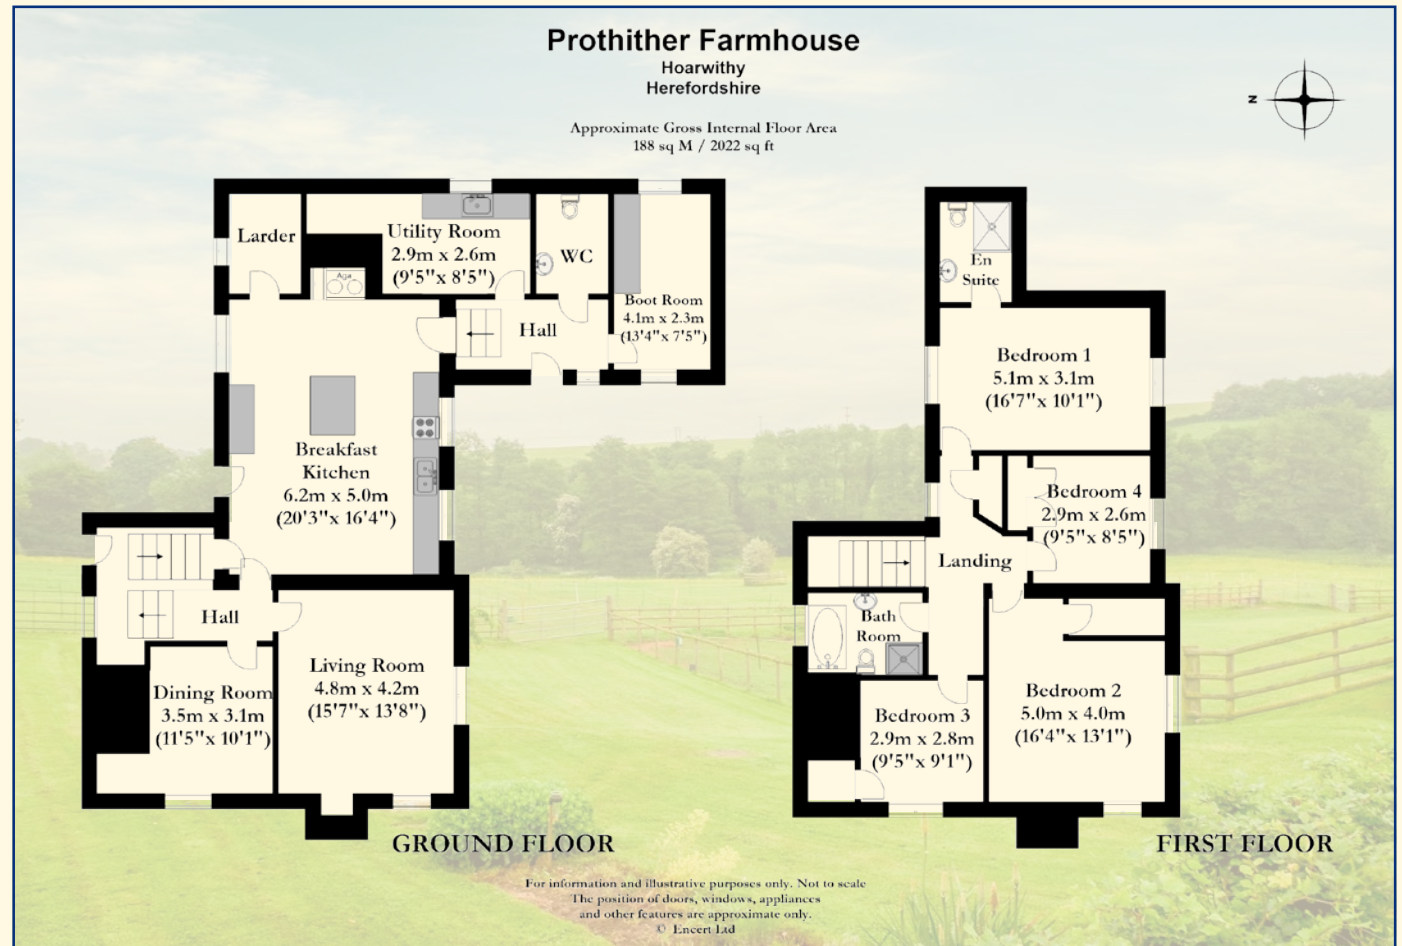 Prothither Farmhouse
Hoarwithy
Herefordshire
Approximate Gross Internal Floor Area
188 sq M / 2022 sq ft
N
Larder
Utility Room
2.9m x 2.6m
(9'5"x 8'5")
Aga
WC
Boot Room
4.1m x 2.3m
(13'4"x 7'5")
Hall
Breakfast
Kitchen
6.2m x 5.0m
(20'3"x 16'4")
Hall
Living Room
4.8m x 4.2m
(15'7"x 13'8")
Dining Room
3.5m x 3.1m
(11'5"x 10'1")
GROUND FLOOR
En
Suite
Bedroom 1
5.1m x 3.1m
(16'7"x 10'1")
Bedroom 4
2.9m x 2.6m
(9'5"x 8'5")
Landing
Bath
Room
Bedroom 2
5.0m x 4.0m
(16'4"x 13'1")
Bedroom 3
2.9m x 2.8m
(9'5"x 9'1")
FIRST FLOOR
For information and illustrative purposes only. Not to scale
The position of doors, windows, appliances
and other features are approximate only.
© Encert Ltd